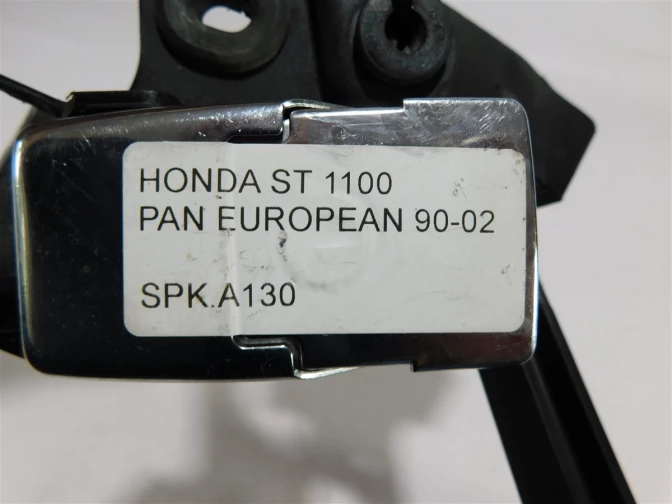 HONDA ST 1100
PAN EUROPEAN 90-02
SPK.A130